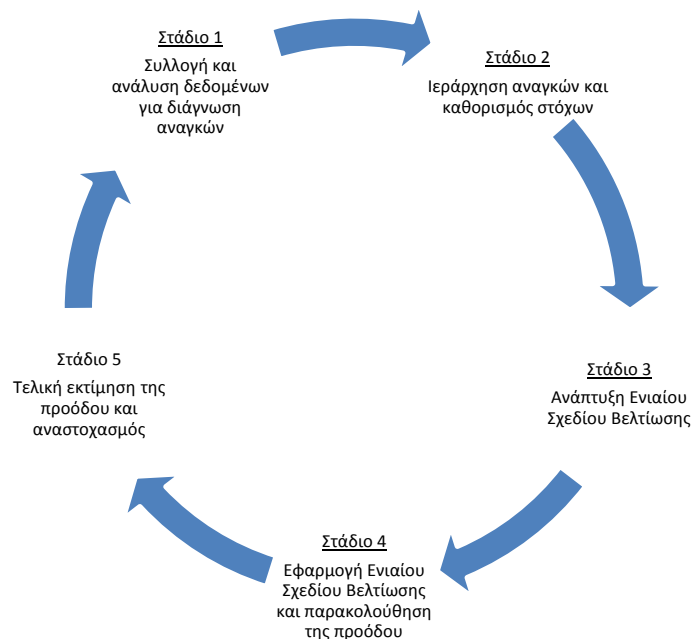 Στάδιο 1
Συλλογή και
ανάλυση δεδομένων
για διάγνωση
αναγκών
Στάδιο 2
Ιεράρχηση αναγκών και
καθορισμός στόχων
Στάδιο 3
Ανάπτυξη Ενιαίου
Σχεδίου Βελτίωσης
Στάδιο 4
Εφαρμογή Ενιαίου
Σχεδίου Βελτίωσης
και παρακολούθηση
της προόδου
Στάδιο 5
Τελική εκτίμηση της
προόδου και
αναστοχασμός